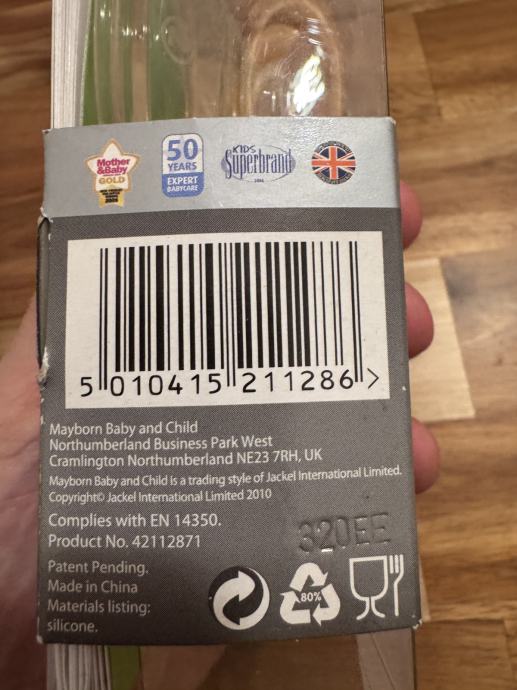 Mother
&Baby
GOLD
50
YEARS
EXPERT
BABYCARE
KIDS
Superbrand
5 010415 211286 >
Mayborn Baby and Child
Northumberland Business Park West
Cramlington Northumberland NE23 7RH, UK
Mayborn Baby and Child is a trading style of Jackel International Limited.
Copyright© Jackel International Limited 2010
Complies with EN 14350.
Product No. 42112871
320EE
Patent Pending.
Made in China
Materials listing:
silicone.
80%